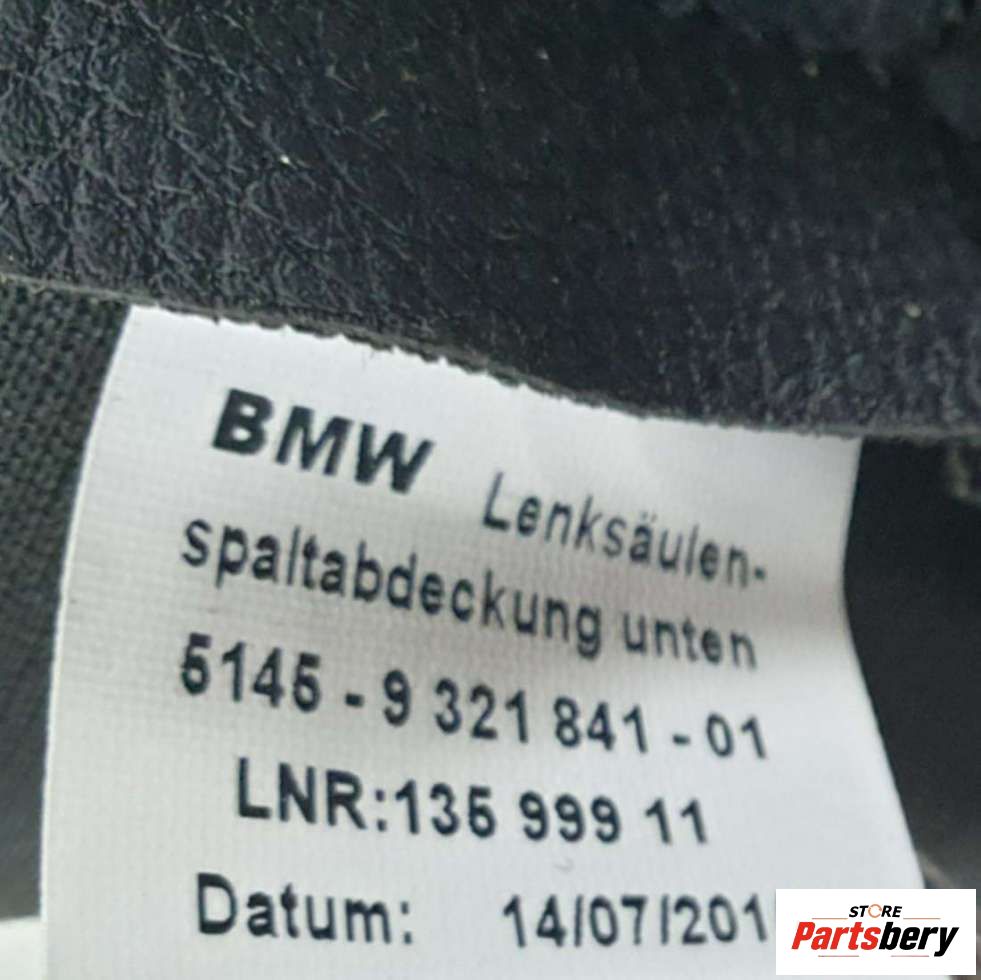 BMW Lenksäulen-
spaltabdeckung unten
5145 - 9 321 841 - 01
LNR:135 999 11
Datum: 14/07/201
STORE
Partsbery